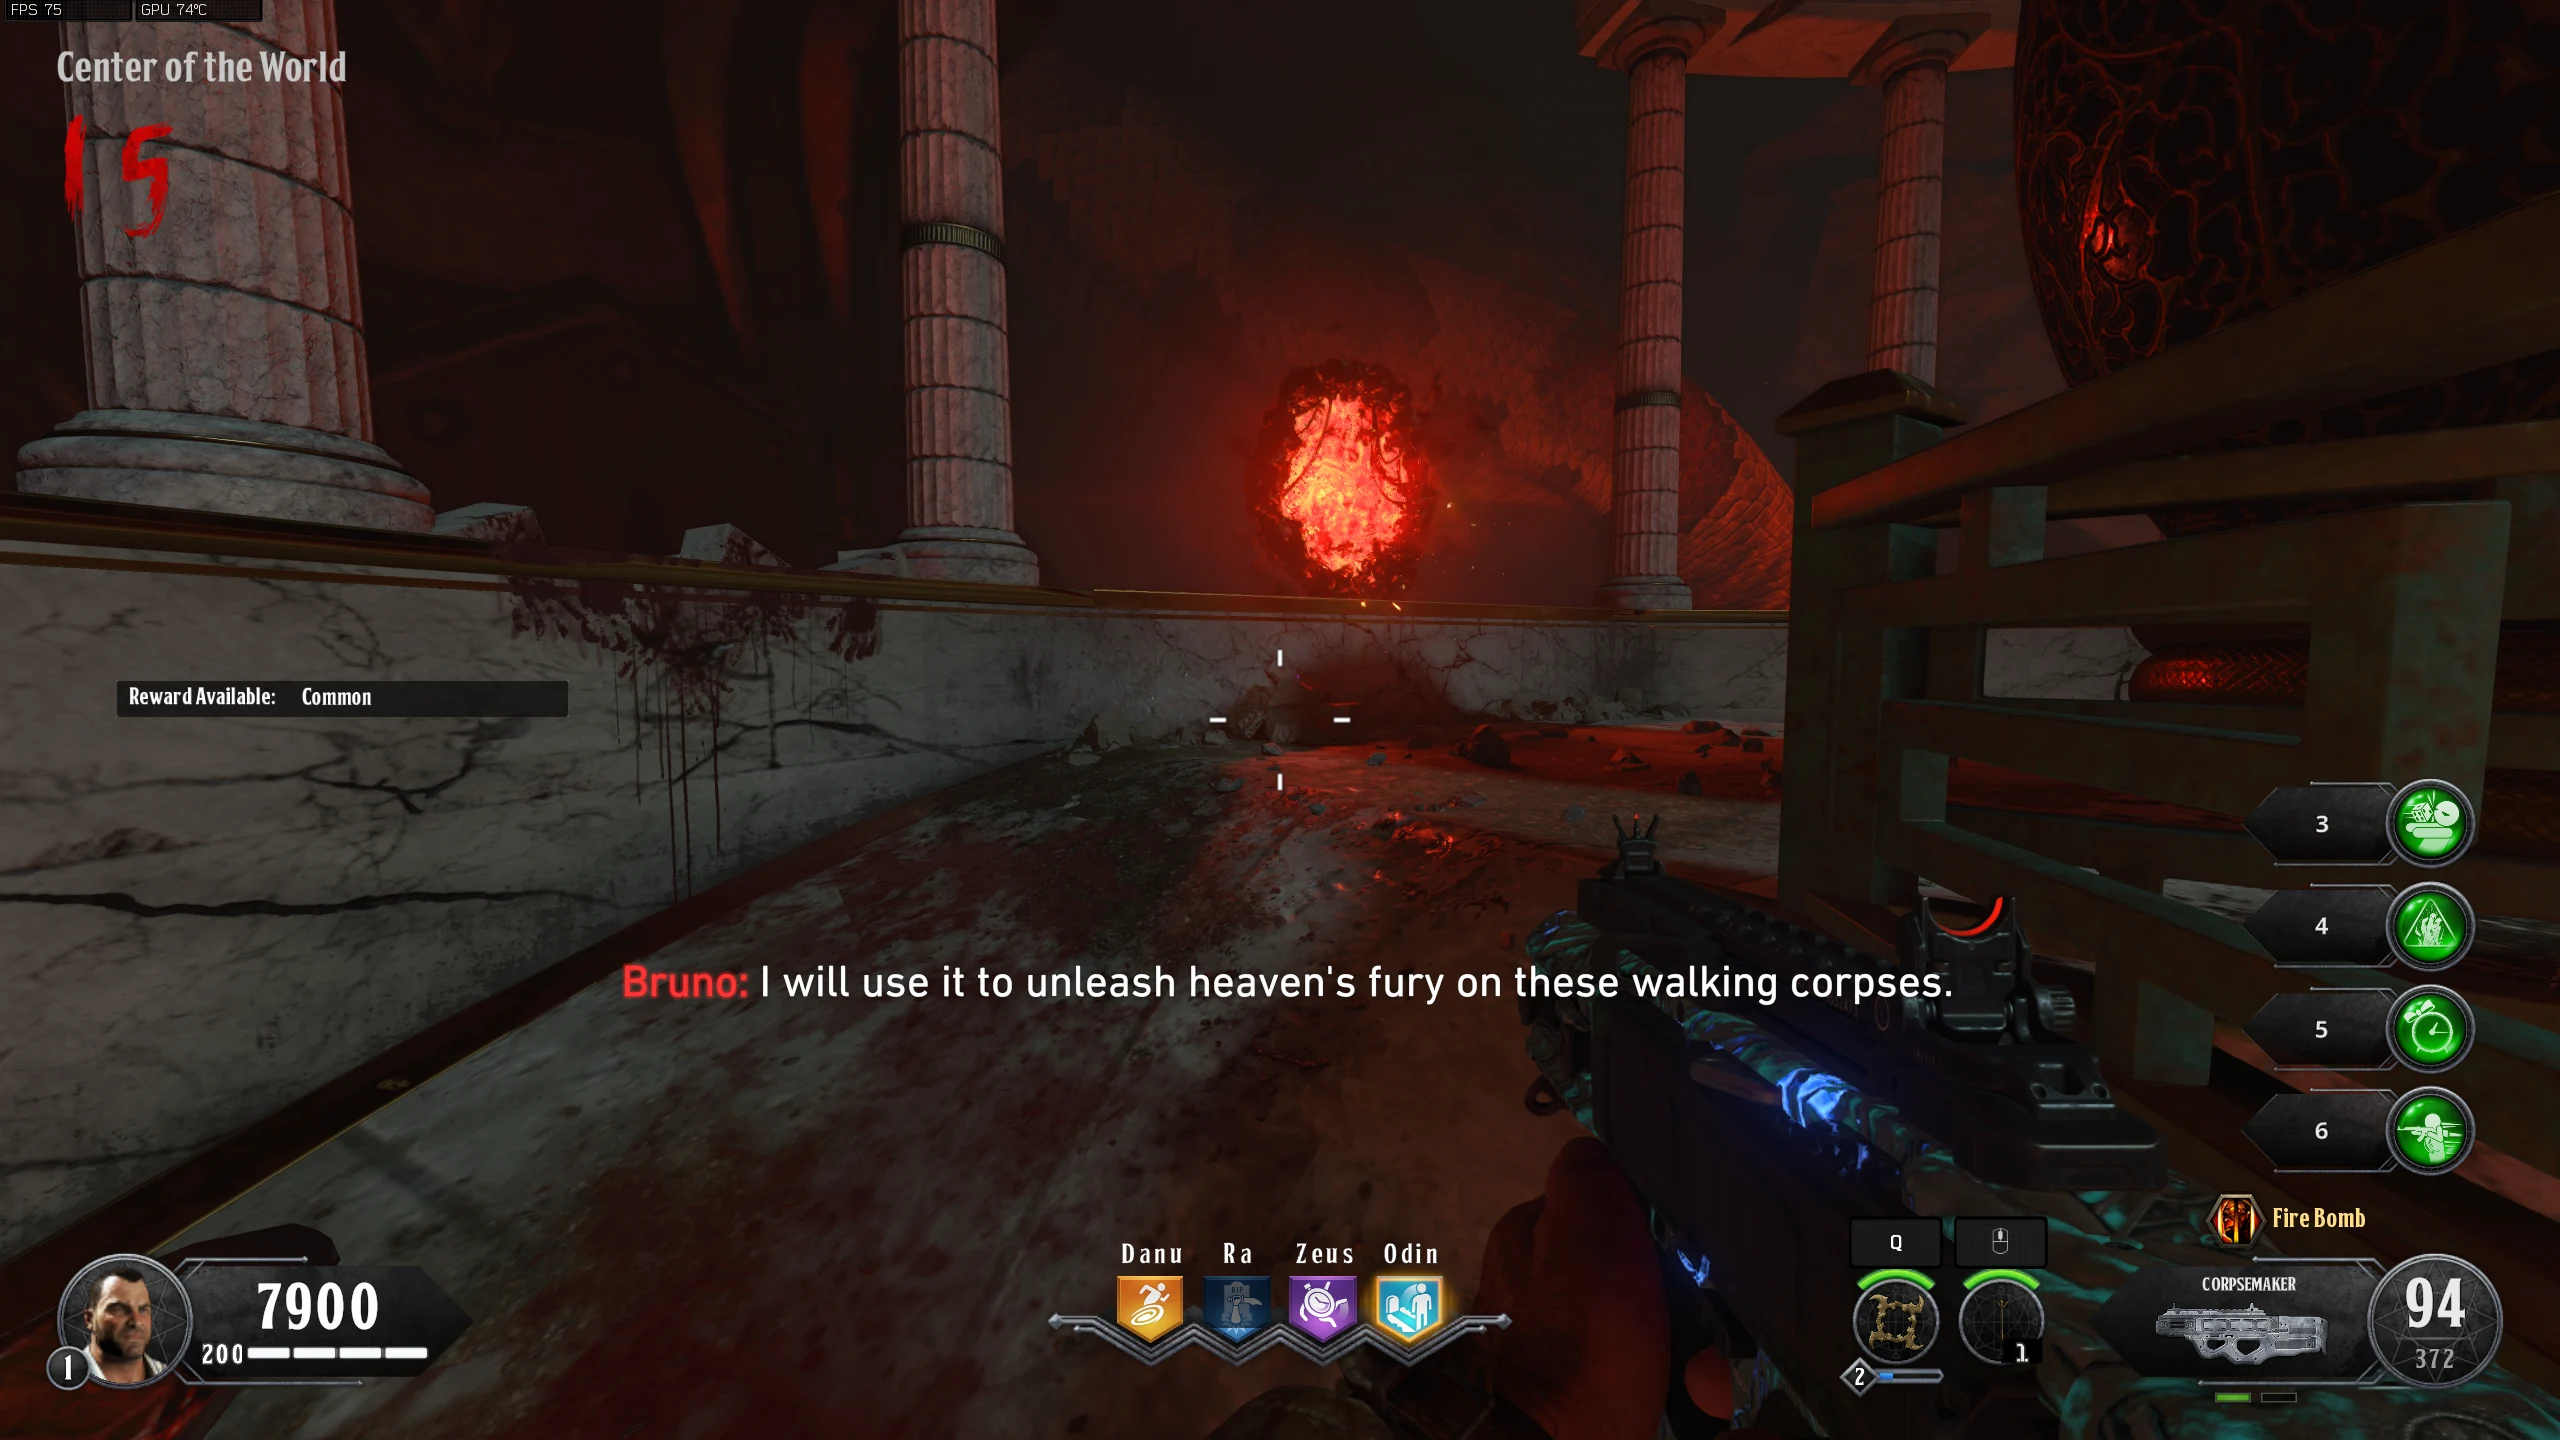 FPS 75
GPU 74°C
Center of the World
15
Reward Available: Common
3
4
Bruno: I will use it to unleash heaven's fury on these walking corpses.
5
6
Fire Bomb
Danu Ra Zeus Odin
Q
CORPSEMAKER
7900
94
200
1
1
372
2